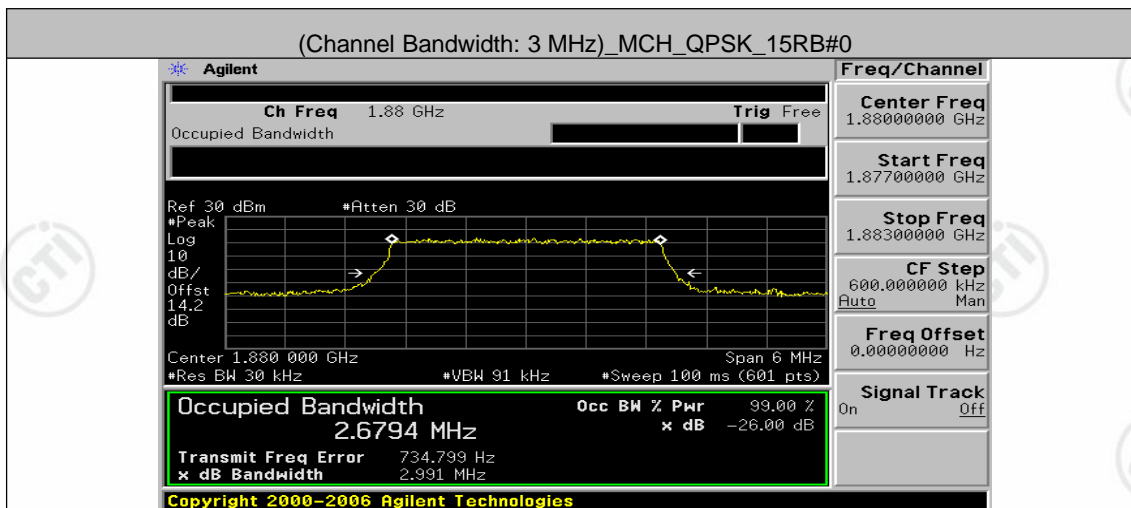 (Channel Bandwidth: 3 MHz)_MCH_QPSK_15RB#0
Agilent
Freq/Channel
Ch Freq 1.88 GHz Trig Free
Occupied Bandwidth
Center Freq
1.88000000 GHz
Start Freq
1.87700000 GHz
Stop Freq
1.88300000 GHz
CF Step
600.000000 kHz
Auto Man
Freq Offset
0.00000000 Hz
Signal Track
On Off
Ref 30 dBm #Atten 30 dB
#Peak
Log
10
dB/
Offst
14.2
dB
Center 1.880 000 GHz Span 6 MHz
#Res BW 30 kHz #VBW 91 kHz #Sweep 100 ms (601 pts)
Occupied Bandwidth Occ BW % Pwr 99.00 %
2.6794 MHz x dB -26.00 dB
Transmit Freq Error 734.799 Hz
x dB Bandwidth 2.991 MHz
Copyright 2000-2006 Agilent Technologies
CTI
CTI